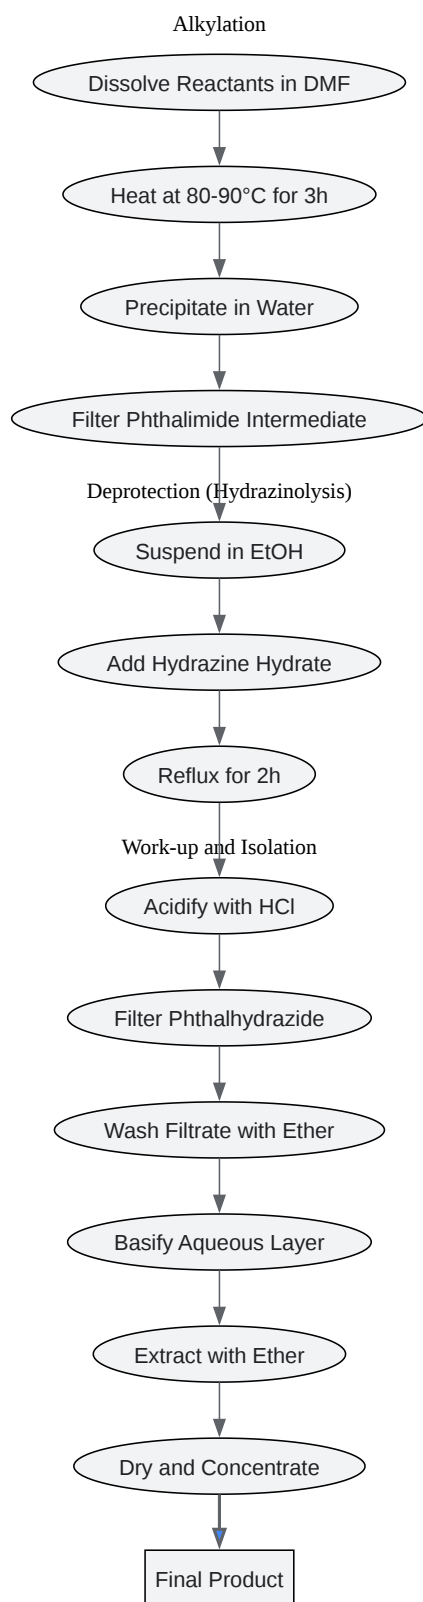 Alkylation
Dissolve Reactants in DMF
Heat at 80-90°C for 3h
Precipitate in Water
Filter Phthalimide Intermediate
Deprotection (Hydrazinolysis)
Suspend in EtOH
Add Hydrazine Hydrate
Reflux for 2h
Work-up and Isolation
Acidify with HCl
Filter Phthalhydrazide
Wash Filtrate with Ether
Basify Aqueous Layer
Extract with Ether
Dry and Concentrate
Final Product